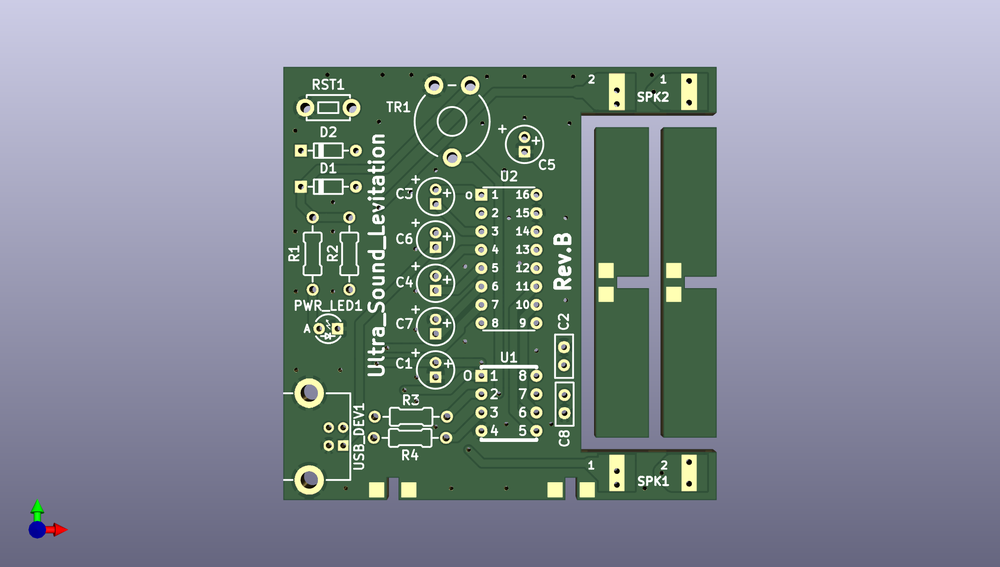 RST1
TR1
2
1
SPK2
D2
+
+
C5
D1
U2
+
C3
+
o
1
16
2
15
+
C6
+
3
14
4
13
R1
R2
+
C4
+
5
12
6
11
7
10
8
9
PWR_LED1
A
+
C7
+
C2
Ultra_Sound_Levitation
Rev.B
U1
+
C1
+
O
1
8
2
7
3
6
4
5
R3
R4
C8
USB_DEV1
1
2
SPK1